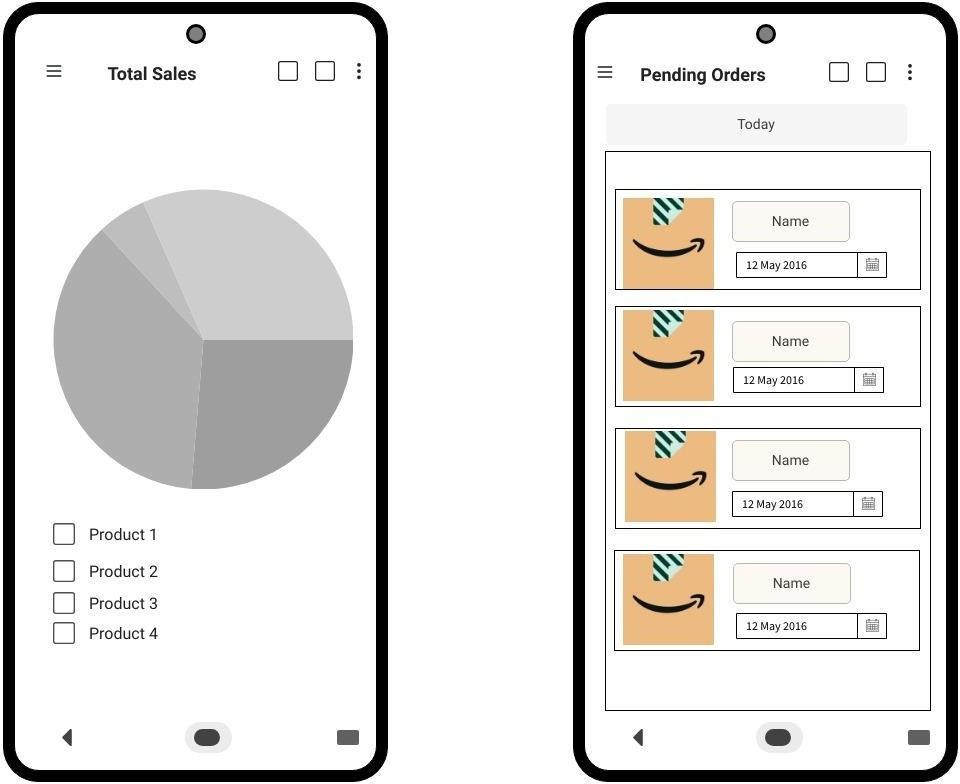 Total Sales
Product 1
Product 2
Product 3
Product 4
Pending Orders
Today
Name
12 May 2016
Name
12 May 2016
Name
12 May 2016
Name
12 May 2016